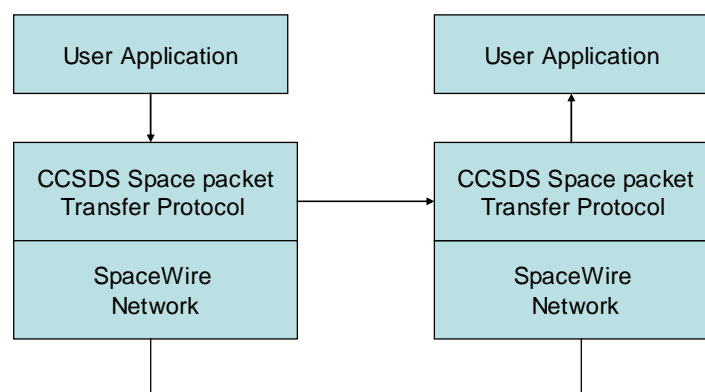 User Application
User Application
CCSDS Space packet
Transfer Protocol
CCSDS Space packet
Transfer Protocol
SpaceWire
Network
SpaceWire
Network